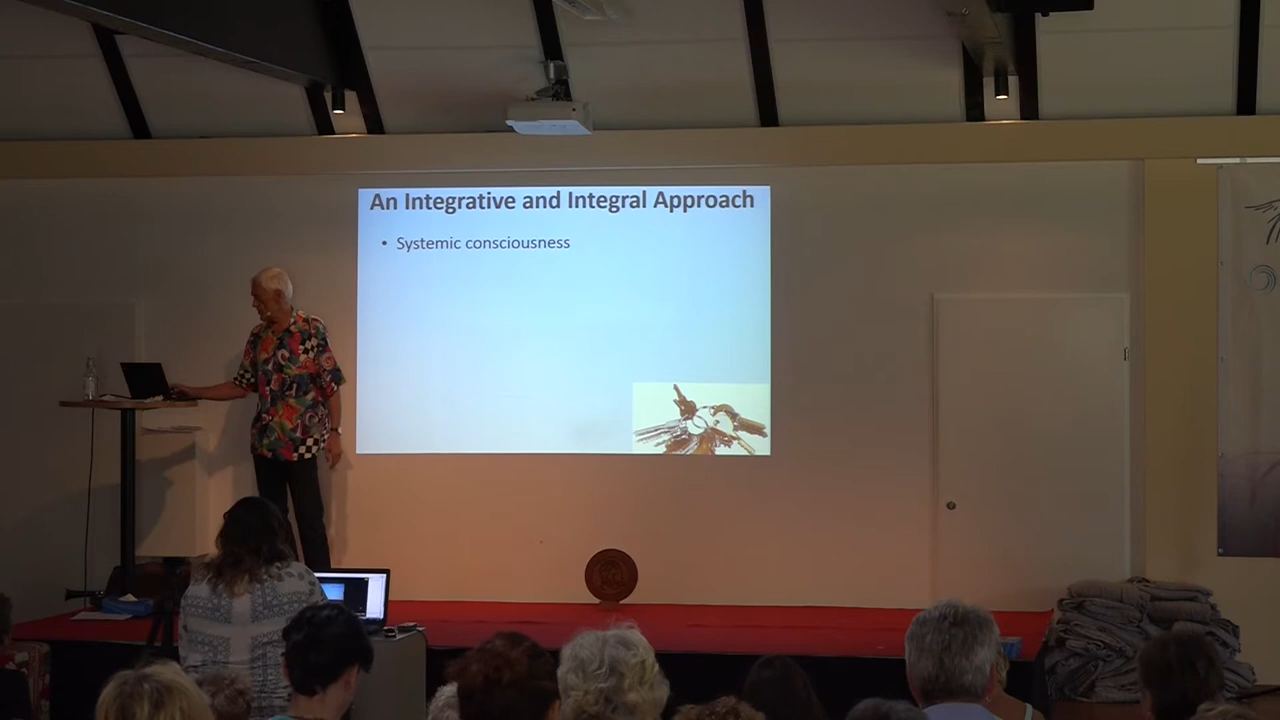 An Integrative and Integral Approach
• Systemic consciousness